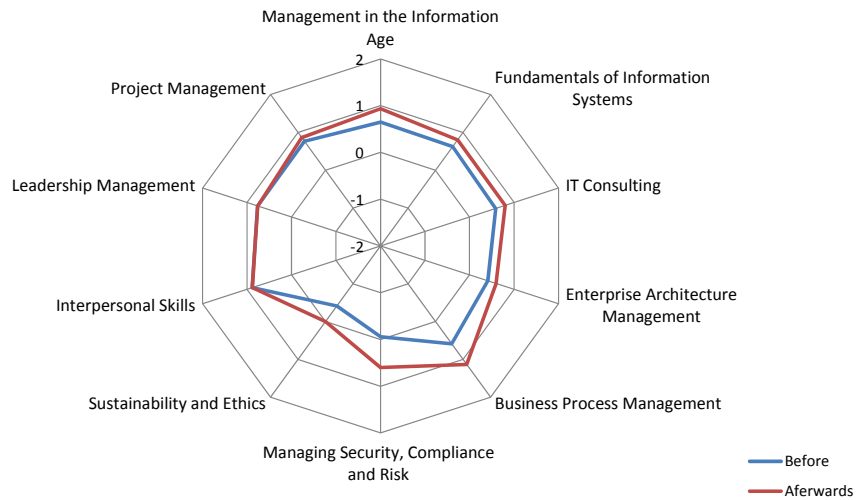 Management in the Information
Age
Fundamentals of Information
Systems
IT Consulting
Enterprise Architecture
Management
Business Process Management
Managing Security, Compliance
and Risk
Sustainability and Ethics
Interpersonal Skills
Leadership Management
Project Management
2
1
0
-1
-2
Before
Aferwards